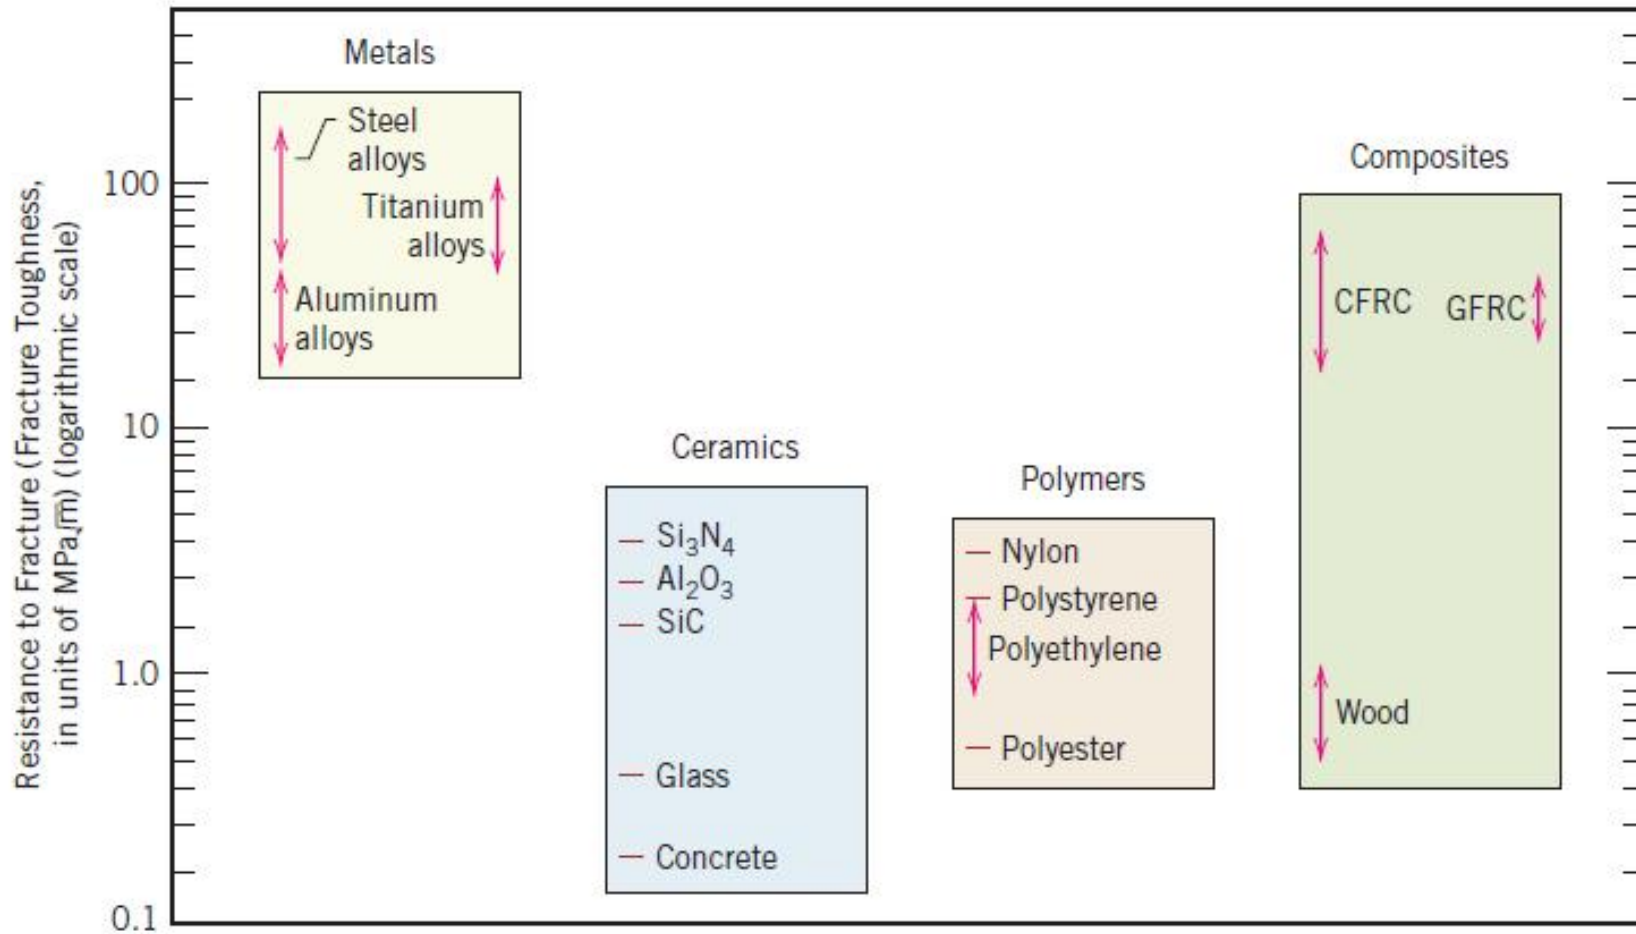 Resistance to Fracture (Fracture Toughness,
in units of MPa√m) (logarithmic scale)
100
10
1.0
0.1
Metals
Steel
alloys
Titanium
alloys
Aluminum
alloys
Ceramics
Si₃N₄
Al₂O₃
SiC
Glass
Concrete
Polymers
Nylon
Polystyrene
Polyethylene
Polyester
Composites
CFRC
GFRC
Wood